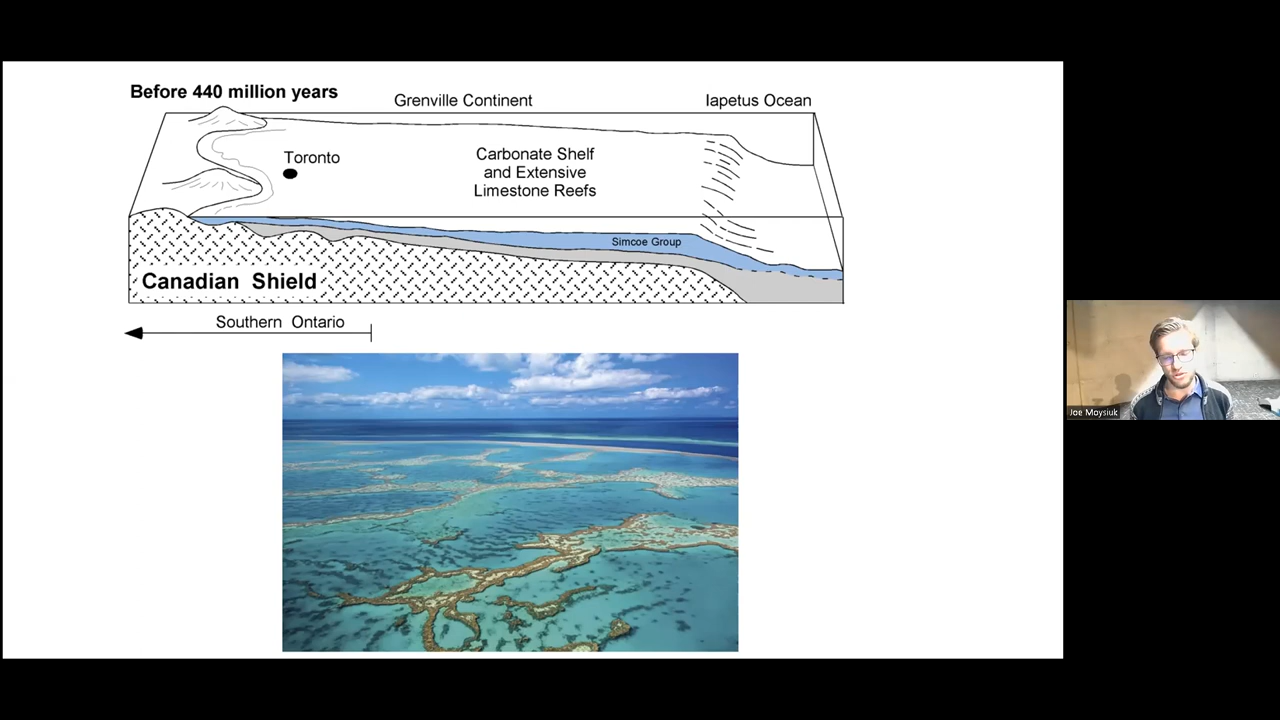 Before 440 million years
Grenville Continent
Iapetus Ocean
Toronto
Carbonate Shelf
and Extensive
Limestone Reefs
Simcoe Group
Canadian Shield
Southern Ontario
Joe Moysiuk